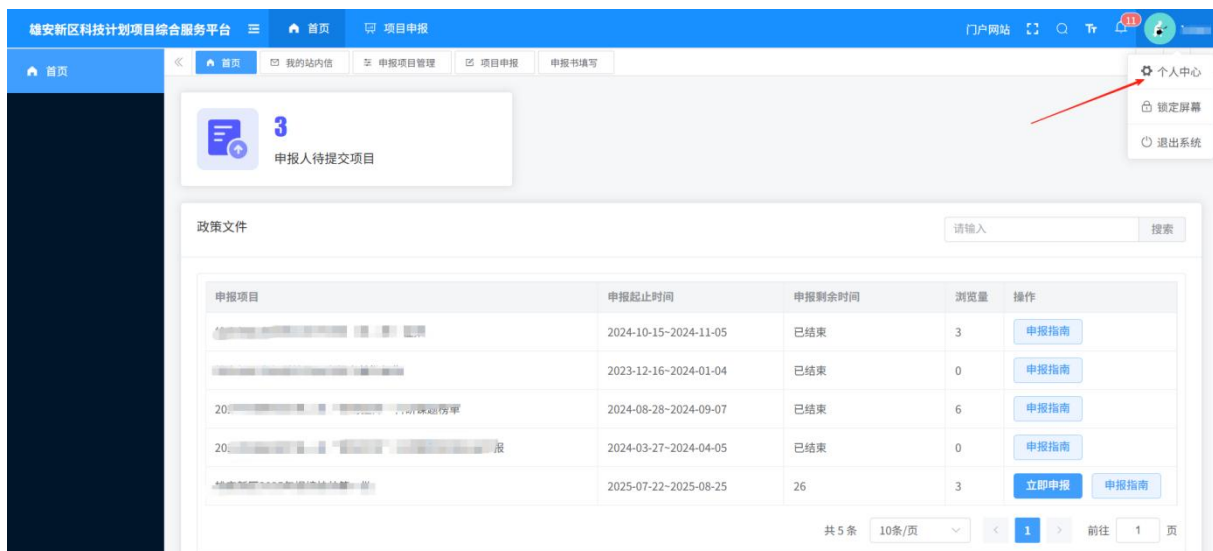 雄安新区科技计划项目综合服务平台 首页 项目申报 门户网站 Tr 11
首页
首页 我的站内信 申报项目管理 项目申报 申报书填写
个人中心
锁定屏幕
退出系统
3
申报人待提交项目
政策文件 请输入 搜索
申报项目 申报起止时间 申报剩余时间 浏览量 操作
2024-10-15~2024-11-05 已结束 3 申报指南
2023-12-16~2024-01-04 已结束 0 申报指南
20 课题榜单 2024-08-28~2024-09-07 已结束 6 申报指南
20 报 2024-03-27~2024-04-05 已结束 0 申报指南
2025-07-22~2025-08-25 26 3 立即申报 申报指南
共 5 条 10条/页 1 前往 1 页